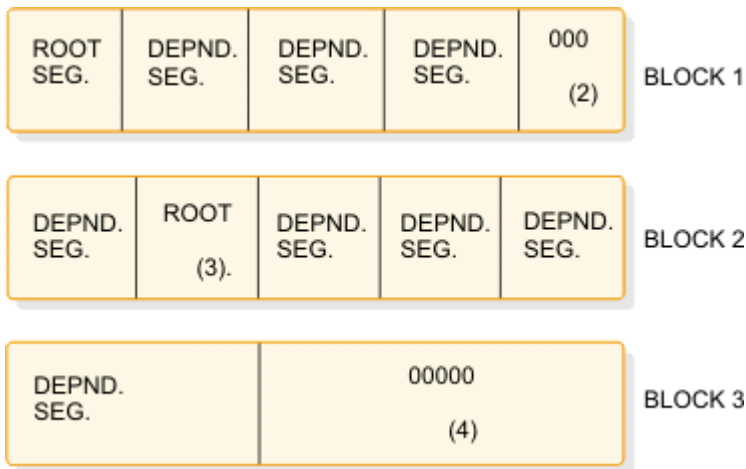 ROOT
SEG.
DEPND.
SEG.
DEPND.
SEG.
DEPND.
SEG.
000
(2)
BLOCK 1
DEPND.
SEG.
ROOT
(3).
DEPND.
SEG.
DEPND.
SEG.
DEPND.
SEG.
BLOCK 2
DEPND.
SEG.
00000
(4)
BLOCK 3